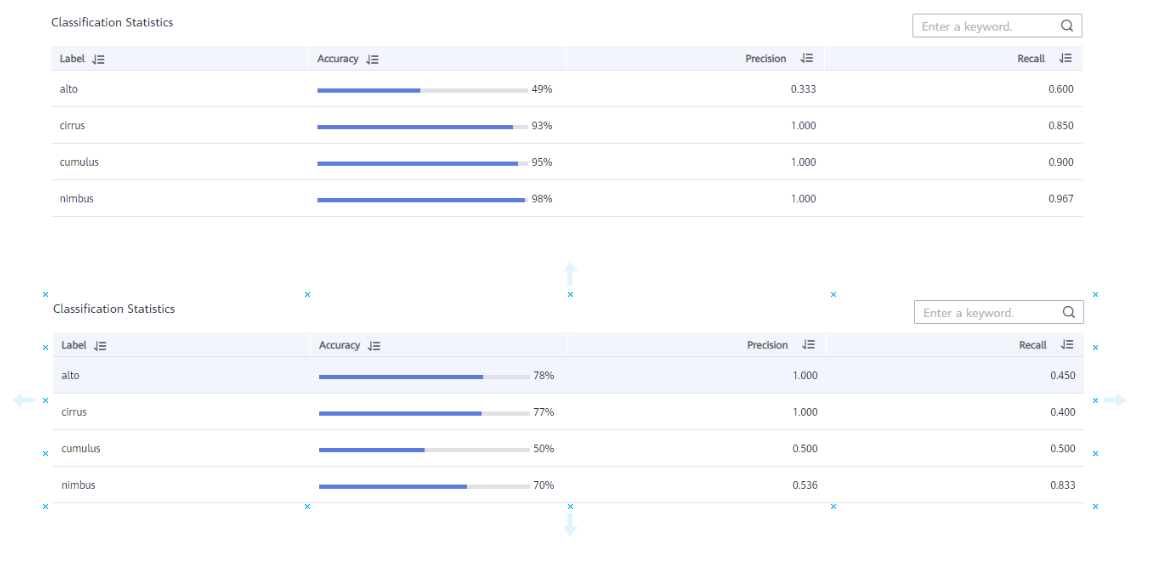 Classification Statistics Enter a keyword.
Label Accuracy Precision Recall
alto 49% 0.333 0.600
cirrus 93% 1.000 0.850
cumulus 95% 1.000 0.900
nimbus 98% 1.000 0.967
Classification Statistics Enter a keyword.
Label Accuracy Precision Recall
alto 78% 1.000 0.450
cirrus 77% 1.000 0.400
cumulus 50% 0.500 0.500
nimbus 70% 0.536 0.833